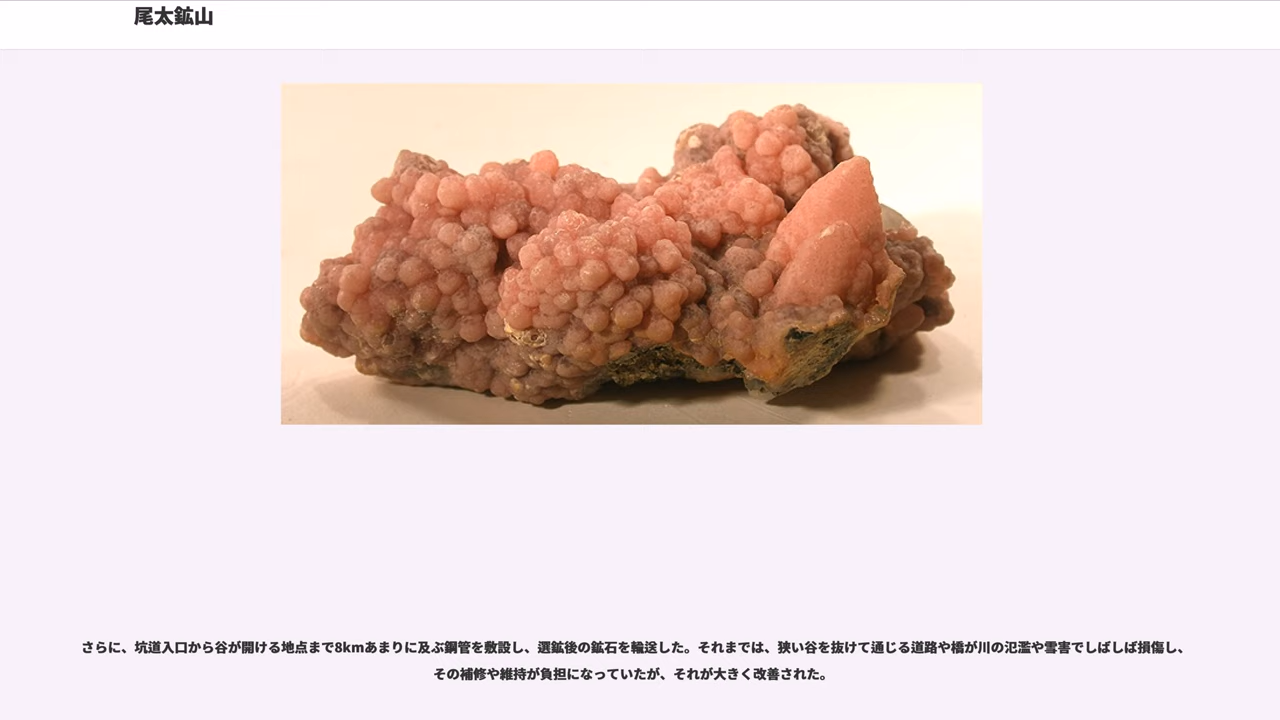 尾太鉱山
さらに、坑道入口から谷が開ける地点まで8kmあまりに及ぶ鋼管を敷設し、選鉱後の鉱石を輪送した。それまでは、狭い谷を抜けて通じる道路や橋が川の氾濫や雪害でしばしば損傷し、
その補修や維持が負担になっていたが、それが大きく改善された。